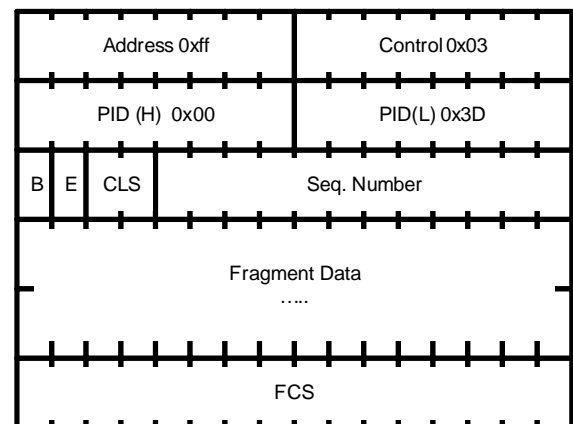 Address 0xff Control 0x03
PID (H) 0x00 PID(L) 0x3D
B E CLS Seq. Number
Fragment Data
.....
FCS